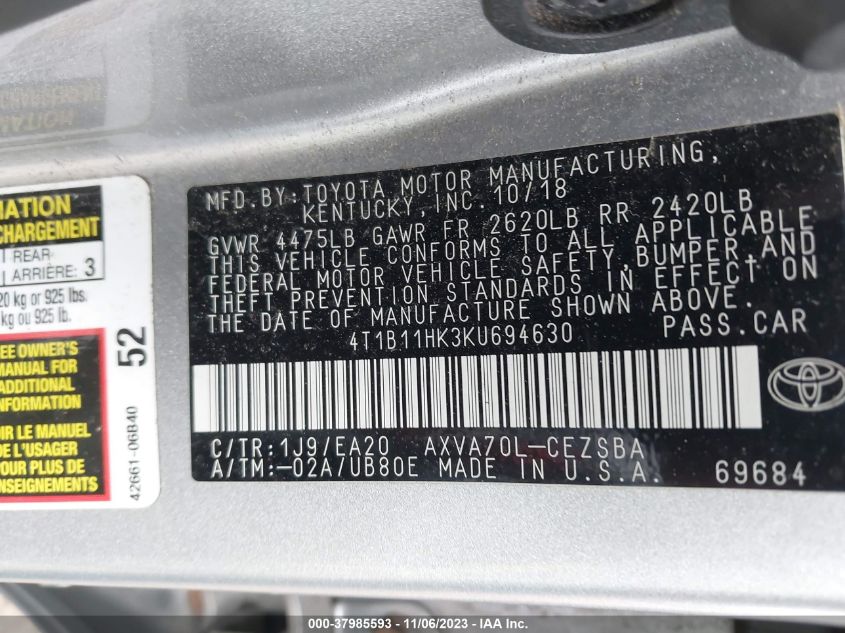 MATION
CHARGEMENT
REAR
ARRIÈRE: 3
20 kg or 925 lbs.
kg ou 925 lb.
52
EE OWNER'S
MANUAL FOR
ADDITIONAL
NFORMATION
OIR LE MANUEL
DE L'USAGER
POUR PLUS DE
ENSEIGNEMENTS
42661-06B40
MFD.BY:TOYOTA MOTOR MANUFACTURING,
KENTUCKY,INC.10/18
GVWR 4475LB GAWR FR 2620LB RR 2420LB
THIS VEHICLE CONFORMS TO ALL APPLICABLE
FEDERAL MOTOR VEHICLE SAFETY,BUMPER,AND
THEFT PREVENTION STANDARDS IN EFFECT ON
THE DATE OF MANUFACTURE SHOWN ABOVE.
4T1B11HK3KU694630 PASS.CAR
C/TR:1J9/EA20 AXVA70L-CEZSBA
A/TM:-02A/UB80E MADE IN U.S.A. 69684
000-37985593 - 11/06/2023 - IAA Inc.